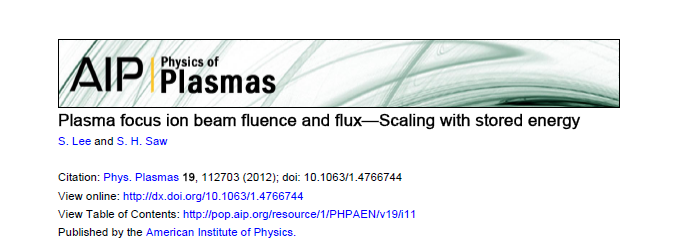 AIP Physics of Plasmas
Plasma focus ion beam fluence and flux—Scaling with stored energy
S. Lee and S. H. Saw
Citation: Phys. Plasmas 19, 112703 (2012); doi: 10.1063/1.4766744
View online: http://dx.doi.org/10.1063/1.4766744
View Table of Contents: http://pop.aip.org/resource/1/PHPAEN/v19/i11
Published by the American Institute of Physics.